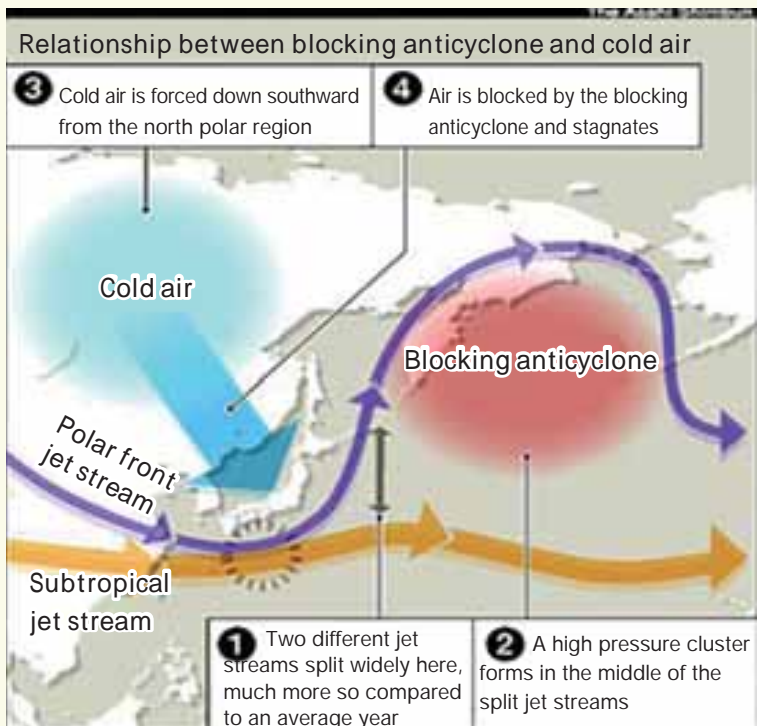 The Asahi Shimbun
Relationship between blocking anticyclone and cold air
3 Cold air is forced down southward
from the north polar region
4 Air is blocked by the blocking
anticyclone and stagnates
Cold air
Blocking anticyclone
Polar front
jet stream
Subtropical
jet stream
1 Two different jet
streams split widely here,
much more so compared
to an average year
2 A high pressure cluster
forms in the middle of the
split jet streams